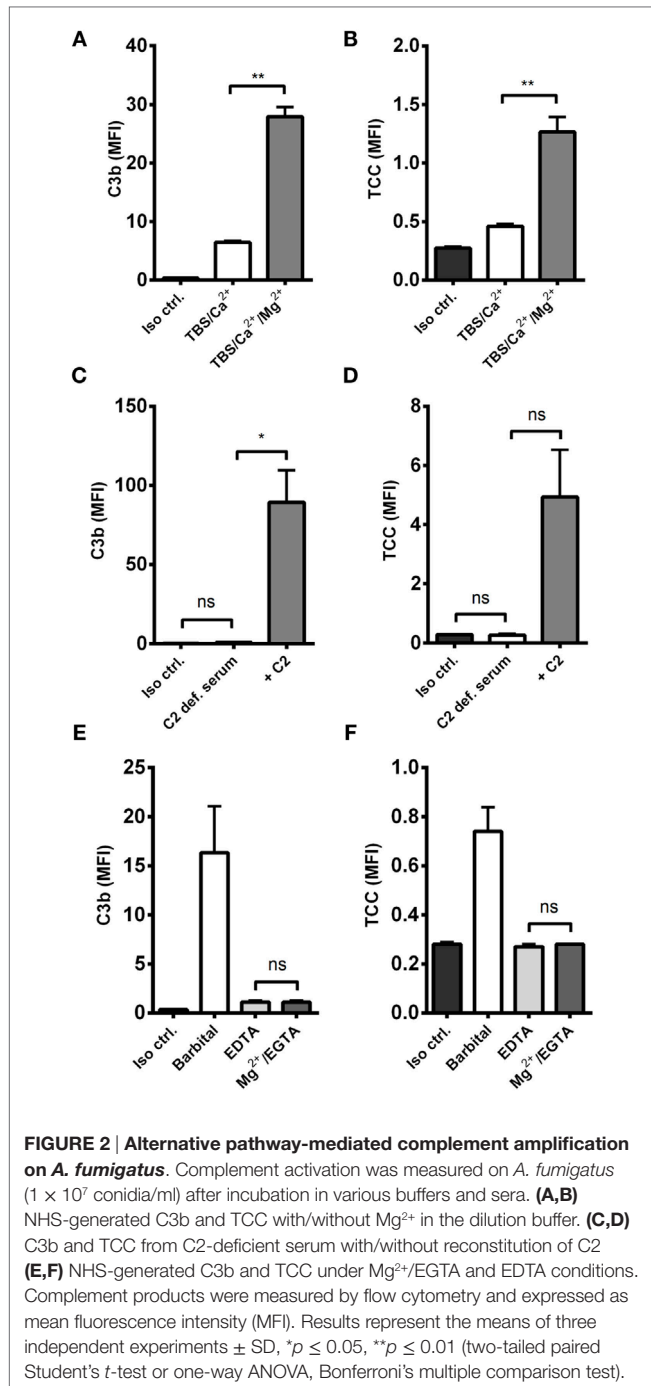 A
B
40
30
20
10
0
C3b (MFI)
**
Iso ctrl.
TBS/Ca²⁺
TBS/Ca²⁺/Mg²⁺
2.0
1.5
1.0
0.5
0.0
TCC (MFI)
**
Iso ctrl.
TBS/Ca²⁺
TBS/Ca²⁺/Mg²⁺
C
D
150
100
50
0
C3b (MFI)
ns
*
Iso ctrl.
C2 def. serum
+ C2
8
6
4
2
0
TCC (MFI)
ns
ns
Iso ctrl.
C2 def. serum
+ C2
E
F
25
20
15
10
5
0
C3b (MFI)
ns
Iso ctrl.
Barbital
EDTA
Mg²⁺/EGTA
1.0
0.8
0.6
0.4
0.2
0.0
TCC (MFI)
ns
Iso ctrl.
Barbital
EDTA
Mg²⁺/EGTA
FIGURE 2 | Alternative pathway-mediated complement amplification
on A. fumigatus. Complement activation was measured on A. fumigatus
(1 × 10⁷ conidia/ml) after incubation in various buffers and sera. (A,B)
NHS-generated C3b and TCC with/without Mg²⁺ in the dilution buffer. (C,D)
C3b and TCC from C2-deficient serum with/without reconstitution of C2
(E,F) NHS-generated C3b and TCC under Mg²⁺/EGTA and EDTA conditions.
Complement products were measured by flow cytometry and expressed as
mean fluorescence intensity (MFI). Results represent the means of three
independent experiments ± SD, *p ≤ 0.05, **p ≤ 0.01 (two-tailed paired
Student's t-test or one-way ANOVA, Bonferroni's multiple comparison test).